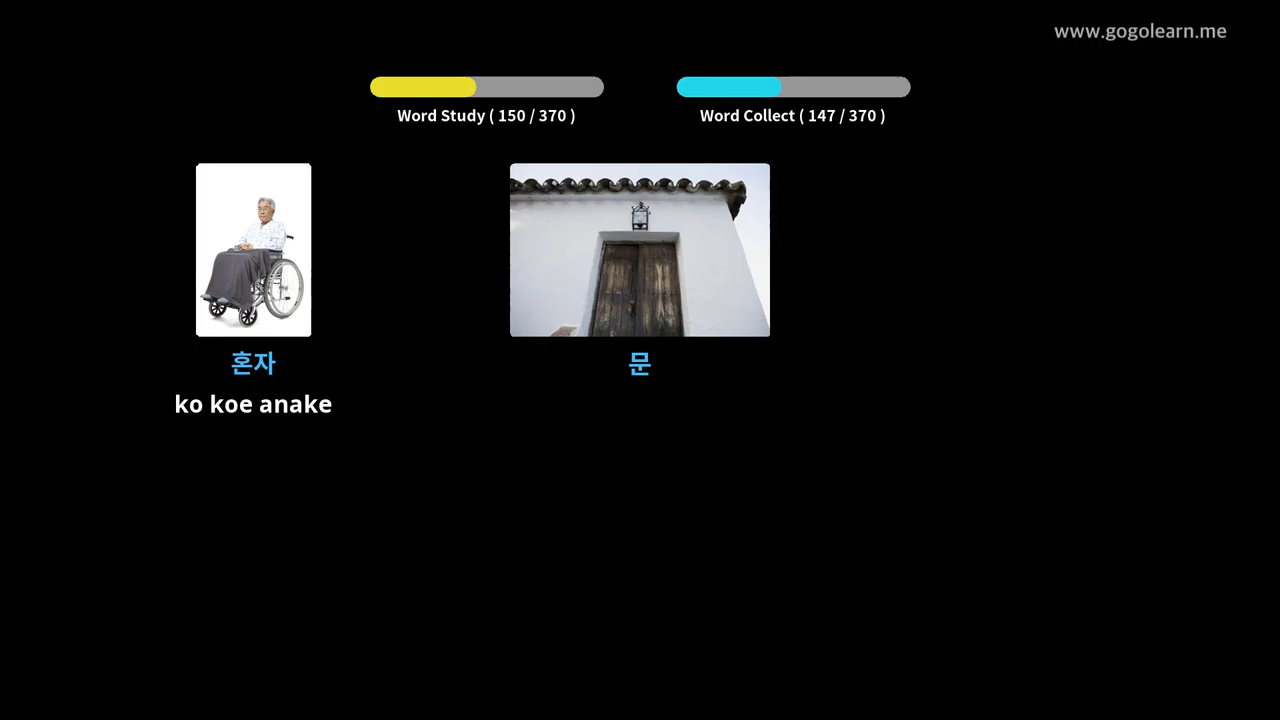 www.gogolearn.me
Word Study ( 150 / 370 )
Word Collect ( 147 / 370 )
혼자
문
ko koe anake